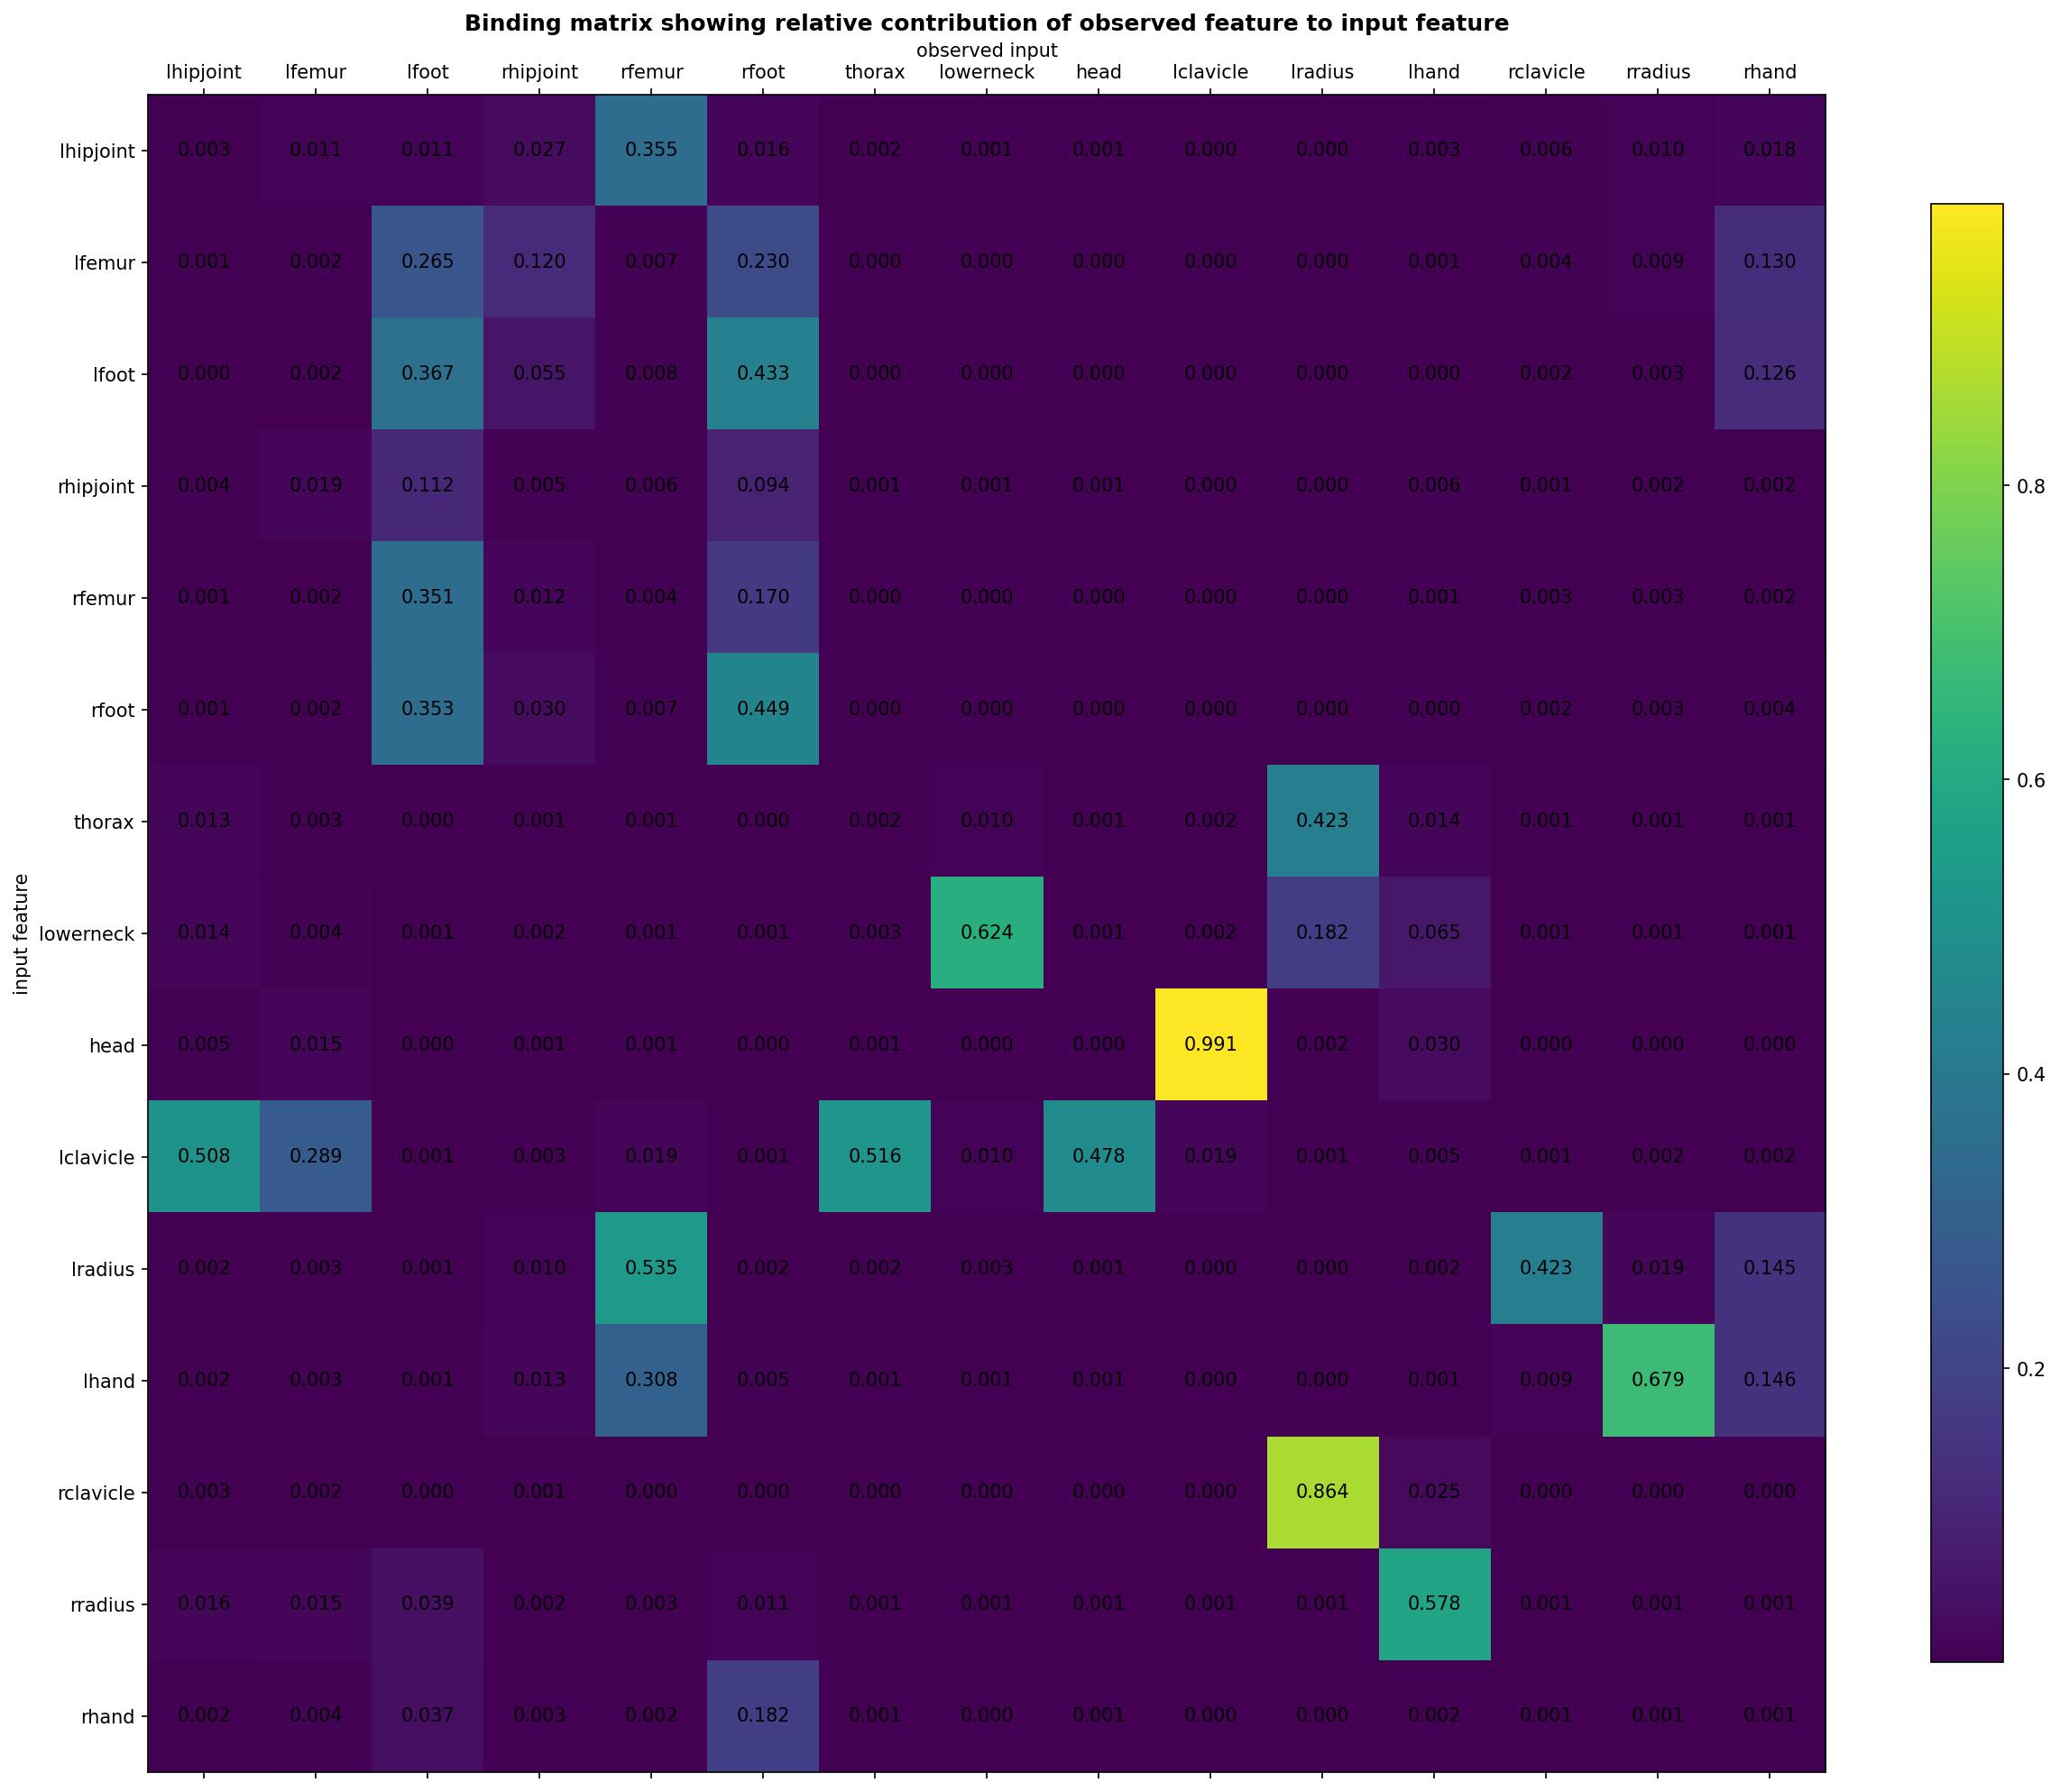 Binding matrix showing relative contribution of observed feature to input feature
observed input
lhipjoint lfemur lfoot rhipjoint rfemur rfoot thorax lowerneck head lclavicle lradius lhand rclavicle rradius rhand
lhipjoint 0.003 0.011 0.011 0.027 0.355 0.016 0.002 0.001 0.001 0.000 0.000 0.003 0.006 0.010 0.018
lfemur 0.001 0.002 0.265 0.120 0.007 0.230 0.000 0.000 0.000 0.000 0.000 0.001 0.004 0.009 0.130
lfoot 0.000 0.002 0.367 0.055 0.008 0.433 0.000 0.000 0.000 0.000 0.000 0.000 0.002 0.003 0.126
rhipjoint 0.004 0.019 0.112 0.005 0.006 0.094 0.001 0.001 0.001 0.000 0.000 0.006 0.001 0.002 0.002
rfemur 0.001 0.002 0.351 0.012 0.004 0.170 0.000 0.000 0.000 0.000 0.000 0.001 0.003 0.003 0.002
rfoot 0.001 0.002 0.353 0.030 0.007 0.449 0.000 0.000 0.000 0.000 0.000 0.000 0.002 0.003 0.004
thorax 0.013 0.003 0.000 0.001 0.001 0.000 0.002 0.010 0.001 0.002 0.423 0.014 0.001 0.001 0.001
lowerneck 0.014 0.004 0.001 0.002 0.001 0.001 0.003 0.624 0.001 0.002 0.182 0.065 0.001 0.001 0.001
head 0.005 0.015 0.000 0.001 0.001 0.000 0.001 0.000 0.000 0.991 0.002 0.030 0.000 0.000 0.000
lclavicle 0.508 0.289 0.001 0.003 0.019 0.001 0.516 0.010 0.478 0.019 0.001 0.005 0.001 0.002 0.002
lradius 0.002 0.003 0.001 0.010 0.535 0.002 0.002 0.003 0.001 0.000 0.000 0.002 0.423 0.019 0.145
lhand 0.002 0.003 0.001 0.013 0.308 0.005 0.001 0.001 0.001 0.000 0.000 0.001 0.009 0.679 0.146
rclavicle 0.003 0.002 0.000 0.001 0.000 0.000 0.000 0.000 0.000 0.000 0.864 0.025 0.000 0.000 0.000
rradius 0.016 0.015 0.039 0.002 0.003 0.011 0.001 0.001 0.001 0.001 0.001 0.578 0.001 0.001 0.001
rhand 0.002 0.004 0.037 0.003 0.002 0.182 0.001 0.000 0.001 0.000 0.000 0.002 0.001 0.001 0.001
input feature
0.8
0.6
0.4
0.2